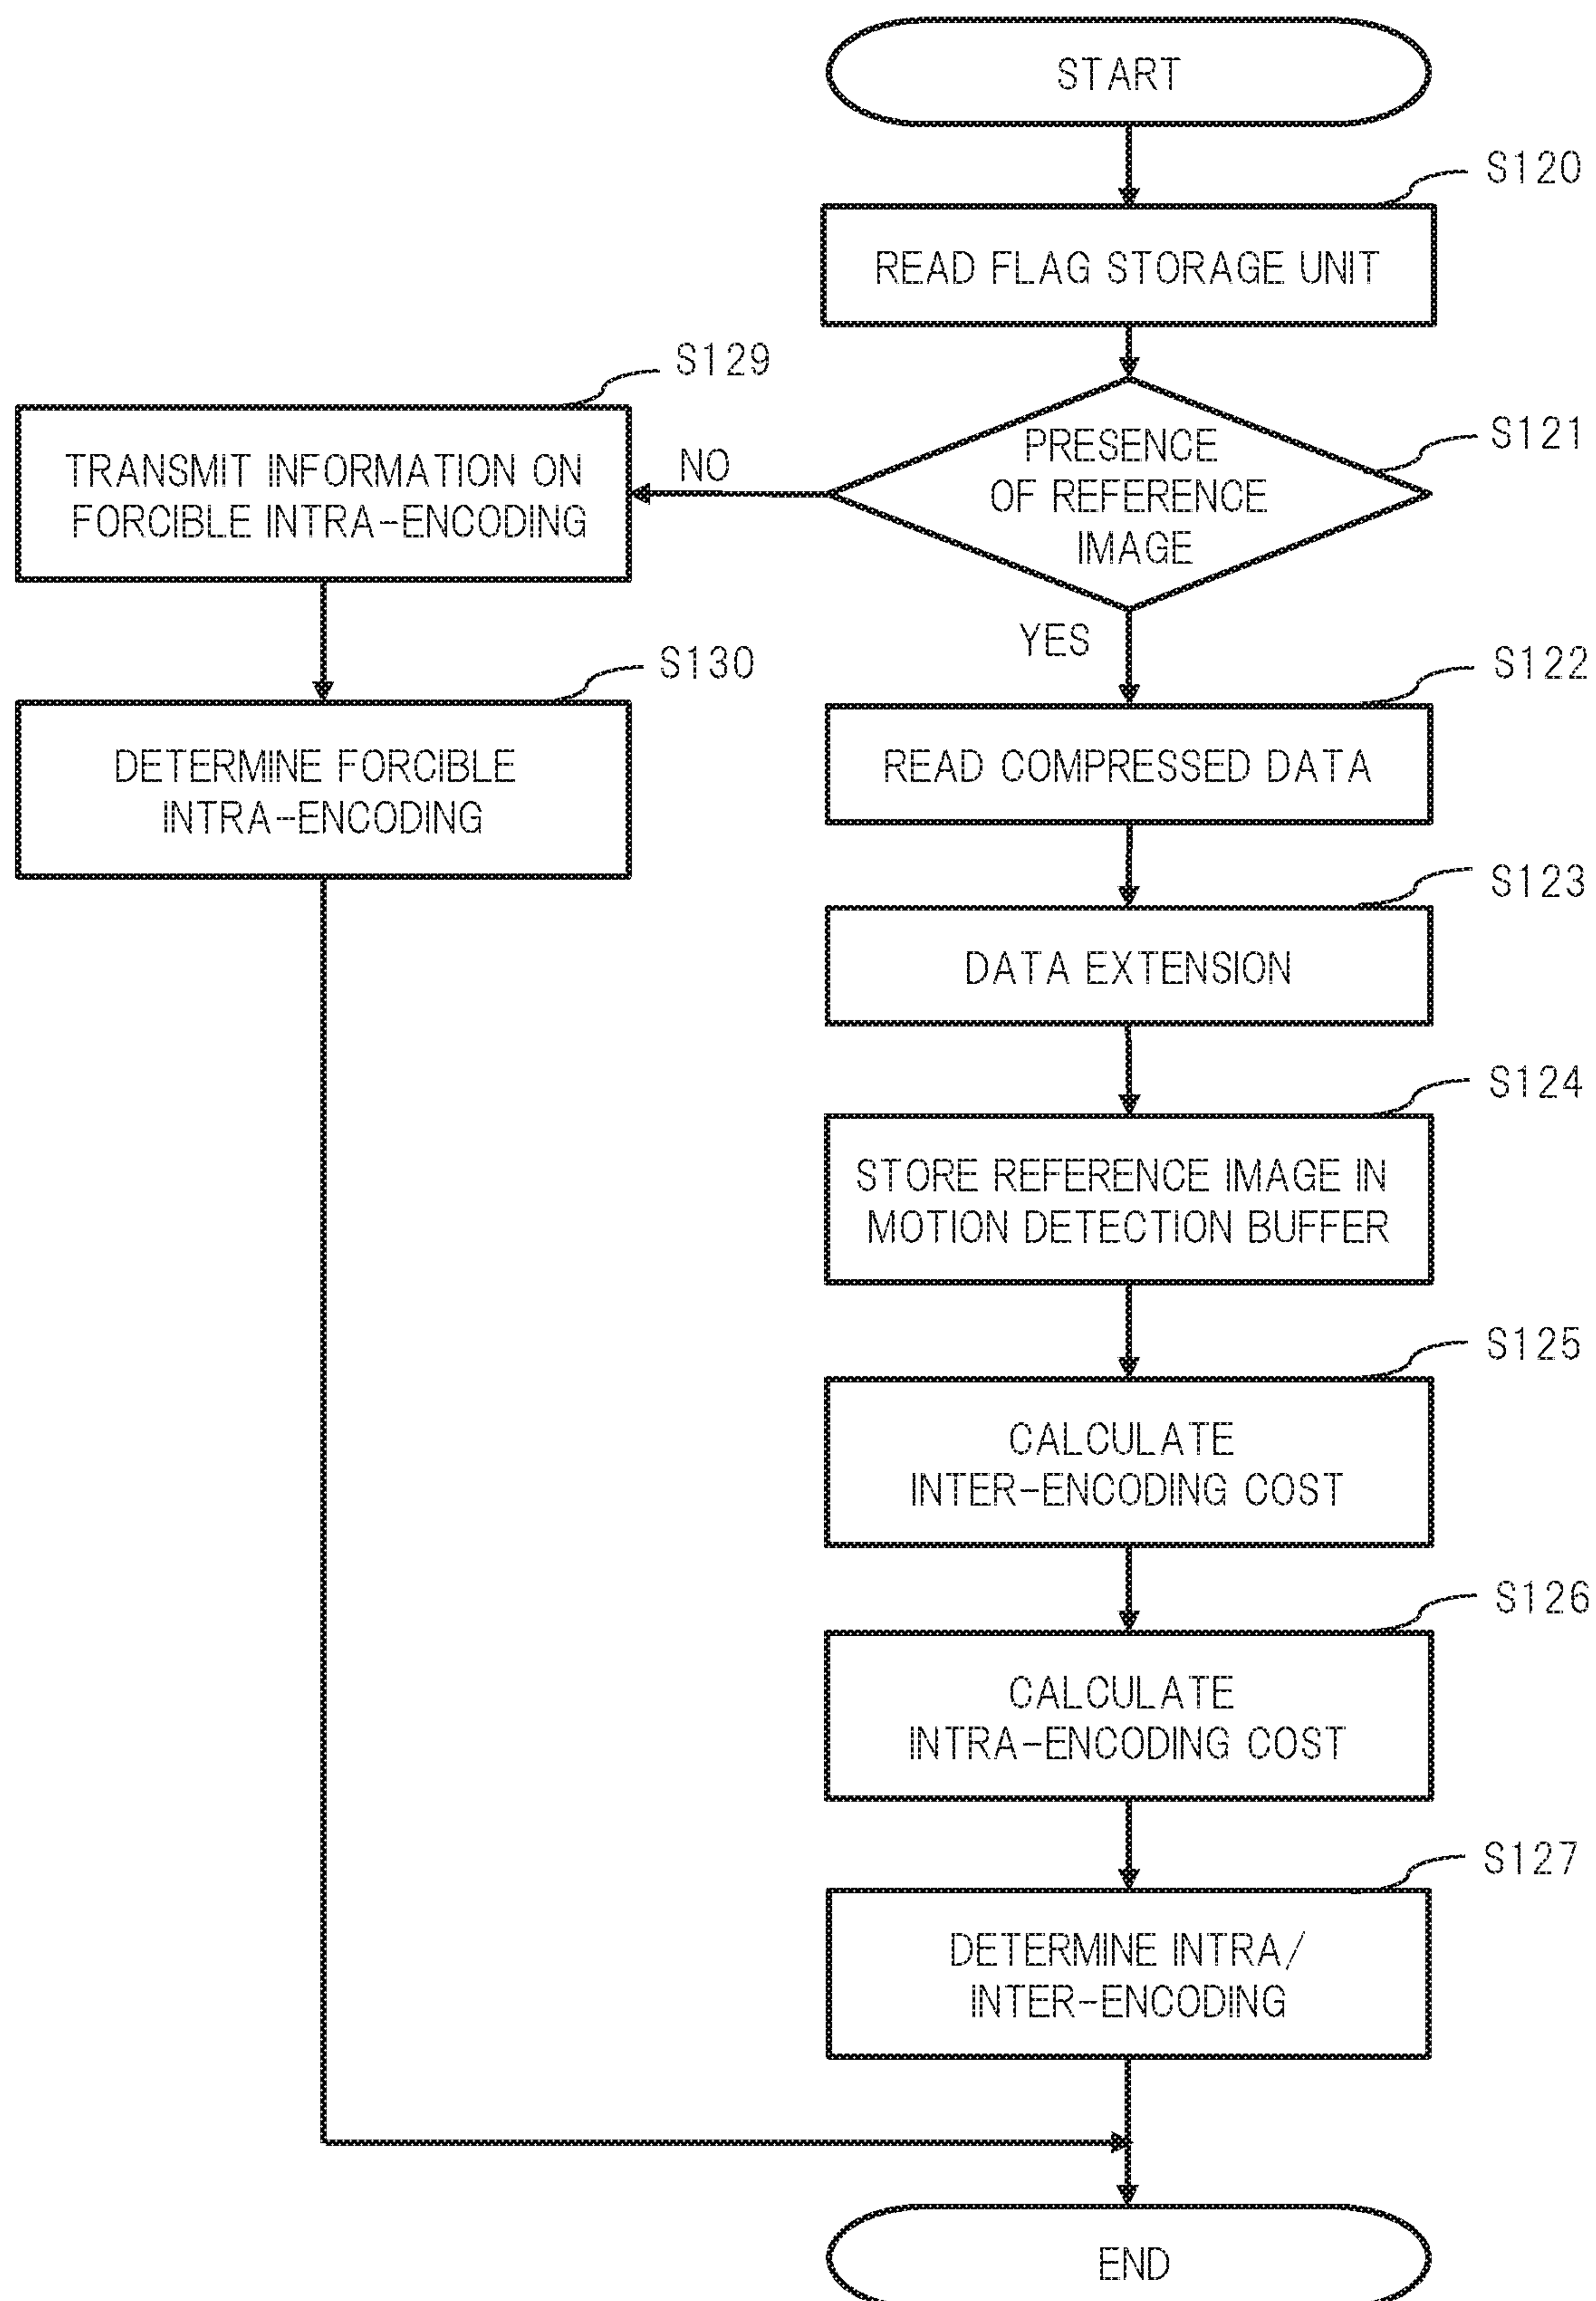 START
S120
READ FLAG STORAGE UNIT
S121
PRESENCE
OF REFERENCE
IMAGE
NO
S129
TRANSMIT INFORMATION ON
FORCIBLE INTRA-ENCODING
S130
DETERMINE FORCIBLE
INTRA-ENCODING
YES
S122
READ COMPRESSED DATA
S123
DATA EXTENSION
S124
STORE REFERENCE IMAGE IN
MOTION DETECTION BUFFER
S125
CALCULATE
INTER-ENCODING COST
S126
CALCULATE
INTRA-ENCODING COST
S127
DETERMINE INTRA/
INTER-ENCODING
END